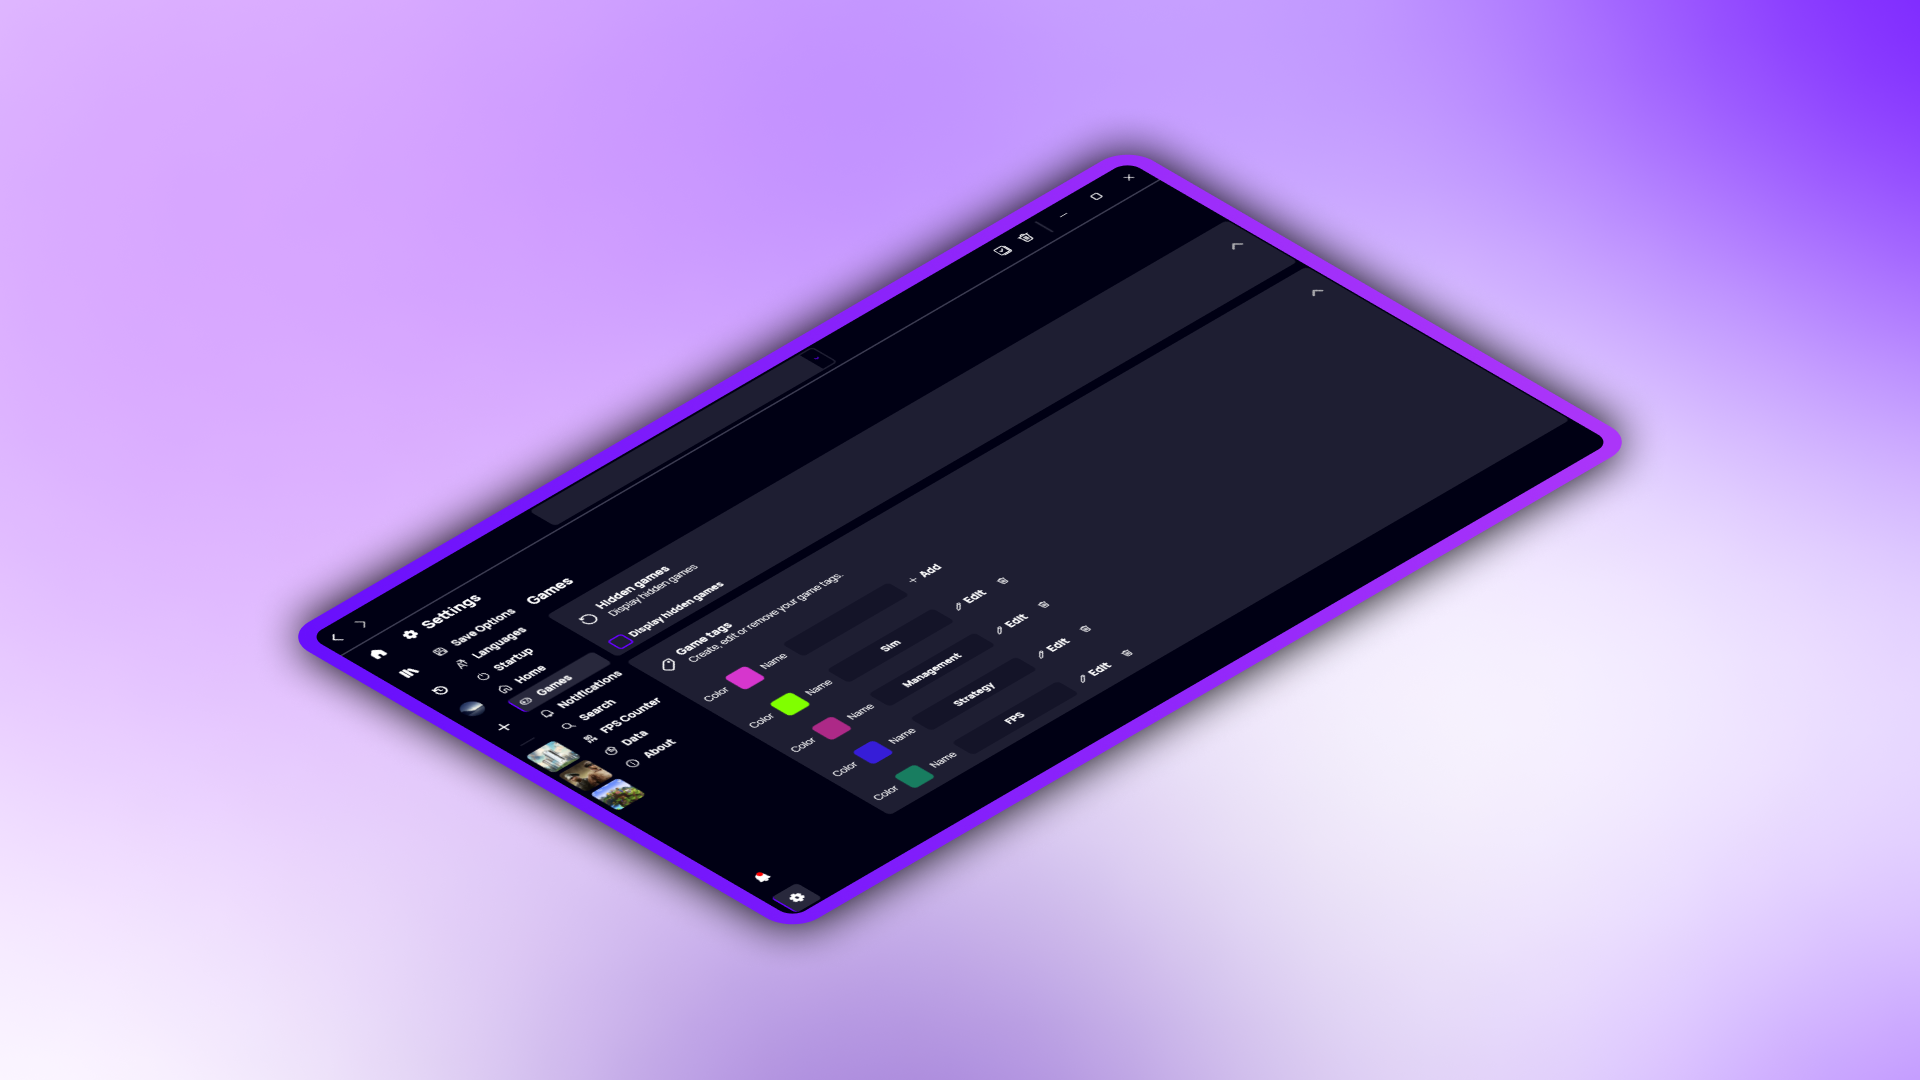 Settings
Save Options
Languages
Startup
Home
Games
Notifications
Search
FPS Counter
Data
About
Games
Hidden games
Display hidden games
Display hidden games
Game tags
Create, edit or remove your game tags.
Color Name + Add
Color Name Sim Edit
Color Name Management Edit
Color Name Strategy Edit
Color Name FPS Edit